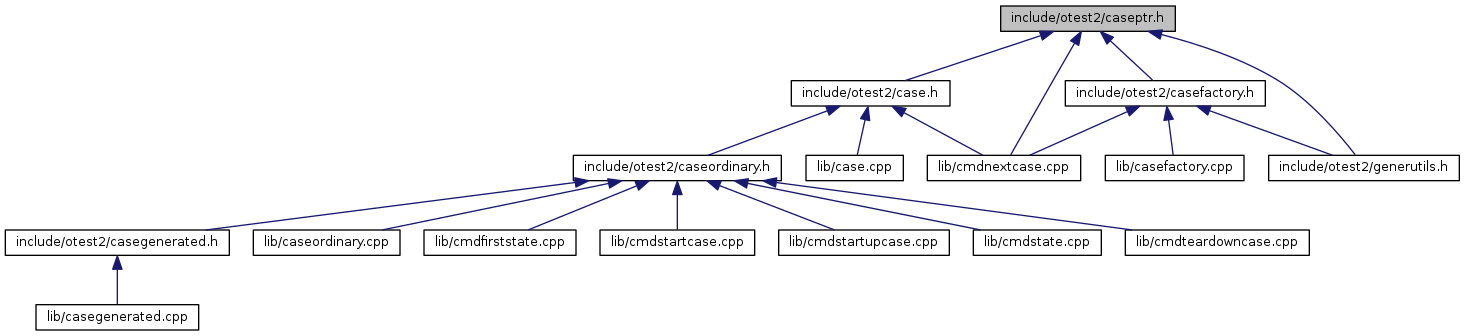 include/otest2/caseptr.h
include/otest2/case.h
include/otest2/casefactory.h
include/otest2/caseordinary.h
lib/case.cpp
lib/cmdnextcase.cpp
lib/casefactory.cpp
include/otest2/generutils.h
include/otest2/casegenerated.h
lib/caseordinary.cpp
lib/cmdfirststate.cpp
lib/cmdstartcase.cpp
lib/cmdstartupcase.cpp
lib/cmdstate.cpp
lib/cmdteardowncase.cpp
lib/casegenerated.cpp